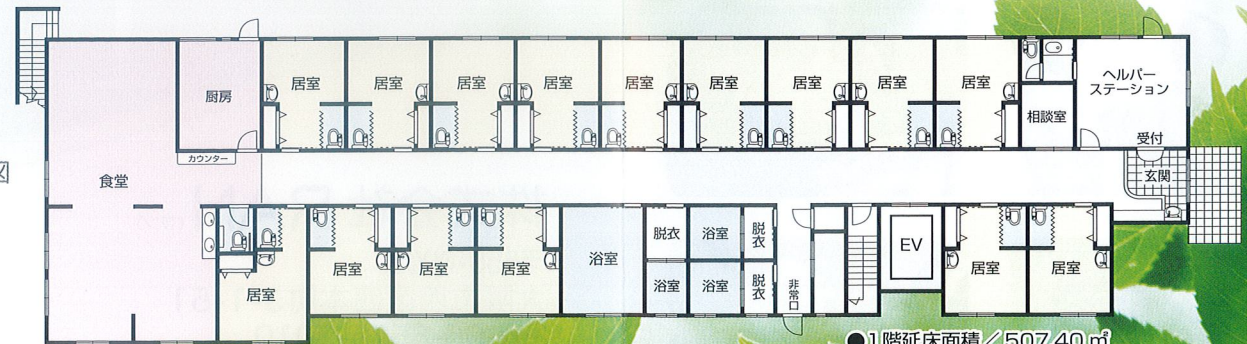 居室
居室
居室
居室
居室
居室
居室
居室
居室
厨房
ヘルパー
ステーション
相談室
受付
カウンター
玄関
食堂
図
脱衣
浴室
脱衣
EV
浴室
居室
居室
居室
居室
居室
居室
浴室
浴室
脱衣
非常口
●1階延床面積/507.40㎡